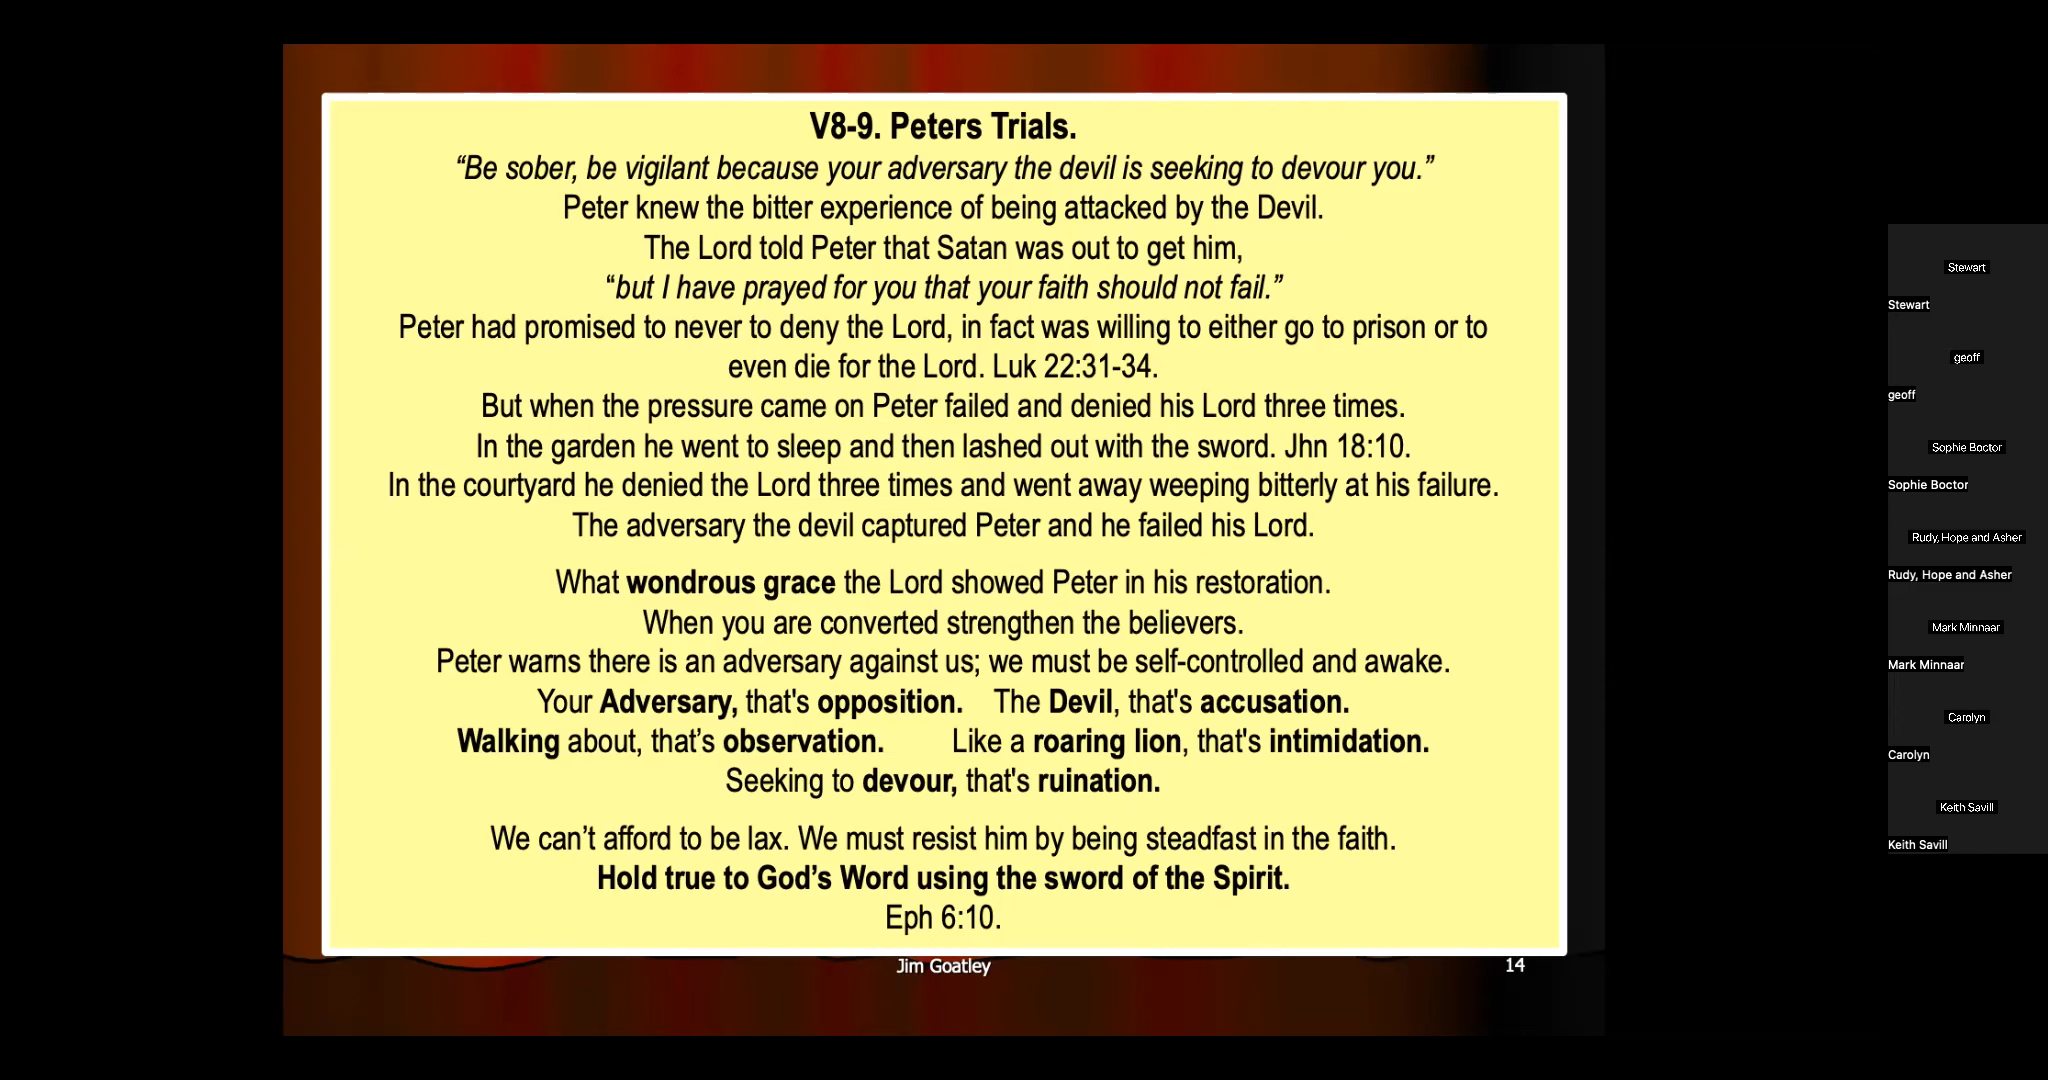 V8-9. Peters Trials.
“Be sober, be vigilant because your adversary the devil is seeking to devour you.”
Peter knew the bitter experience of being attacked by the Devil.
The Lord told Peter that Satan was out to get him,
“but I have prayed for you that your faith should not fail.”
Peter had promised to never to deny the Lord, in fact was willing to either go to prison or to
even die for the Lord. Luk 22:31-34.
But when the pressure came on Peter failed and denied his Lord three times.
In the garden he went to sleep and then lashed out with the sword. Jhn 18:10.
In the courtyard he denied the Lord three times and went away weeping bitterly at his failure.
The adversary the devil captured Peter and he failed his Lord.
What wondrous grace the Lord showed Peter in his restoration.
When you are converted strengthen the believers.
Peter warns there is an adversary against us; we must be self-controlled and awake.
Your Adversary, that's opposition. The Devil, that's accusation.
Walking about, that’s observation. Like a roaring lion, that's intimidation.
Seeking to devour, that's ruination.
We can’t afford to be lax. We must resist him by being steadfast in the faith.
Hold true to God’s Word using the sword of the Spirit.
Eph 6:10.
Jim Goatley
14
Stewart
Stewart
geoff
geoff
Sophie Boctor
Sophie Boctor
Rudy, Hope and Asher
Rudy, Hope and Asher
Mark Minnaar
Mark Minnaar
Carolyn
Carolyn
Keith Savill
Keith Savill